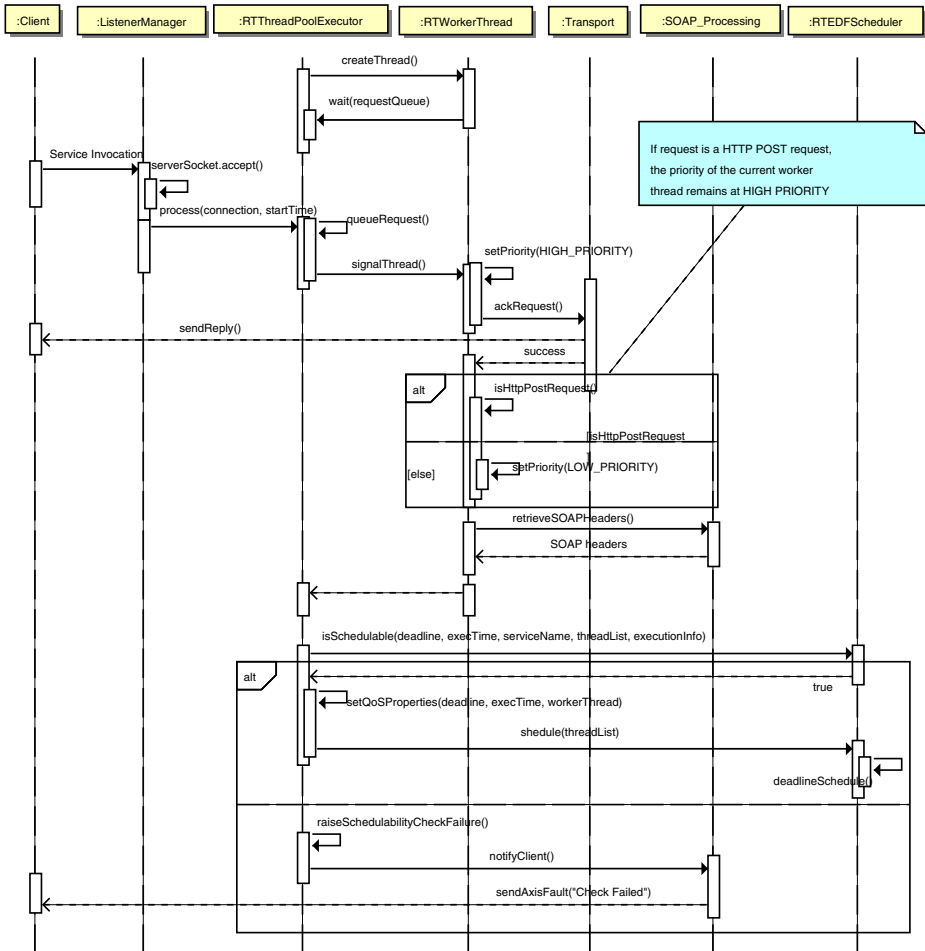 :Client
:ListenerManager
:RTThreadPoolExecutor
:RTWorkerThread
:Transport
:SOAP_Processing
:RTEDFScheduler
createThread()
wait(requestQueue)
If request is a HTTP POST request,
the priority of the current worker
thread remains at HIGH PRIORITY
Service Invocation
serverSocket.accept()
process(connection, startTime)
queueRequest()
setPriority(HIGH_PRIORITY)
signalThread()
ackRequest()
sendReply()
success
alt
isHttpPostRequest()
[isHttpPostRequest
]
[else]
setPriority(LOW_PRIORITY)
retrieveSOAPHeaders()
SOAP headers
isSchedulable(deadline, execTime, serviceName, threadList, executionInfo)
alt
true
setQoSProperties(deadline, execTime, workerThread)
shedule(threadList)
deadlineSchedule()
raiseSchedulabilityCheckFailure()
notifyClient()
sendAxisFault("Check Failed")